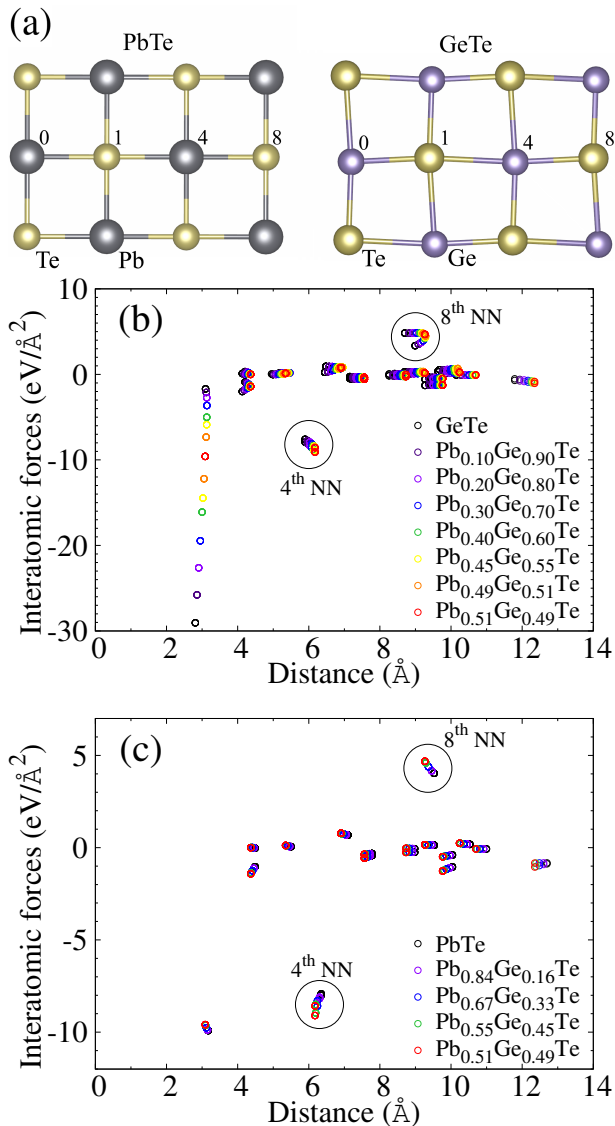 (a)
PbTe
GeTe
0 1 4 8
0 1 4 8
Te Pb
Te Ge
(b)
8th NN
4th NN
GeTe
Pb0.10Ge0.90Te
Pb0.20Ge0.80Te
Pb0.30Ge0.70Te
Pb0.40Ge0.60Te
Pb0.45Ge0.55Te
Pb0.49Ge0.51Te
Pb0.51Ge0.49Te
10
0
-10
-20
-30
Interatomic forces (eV/Å2)
0 2 4 6 8 10 12 14
Distance (Å)
(c)
8th NN
4th NN
PbTe
Pb0.84Ge0.16Te
Pb0.67Ge0.33Te
Pb0.55Ge0.45Te
Pb0.51Ge0.49Te
5
0
-5
-10
Interatomic forces (eV/Å2)
0 2 4 6 8 10 12 14
Distance (Å)